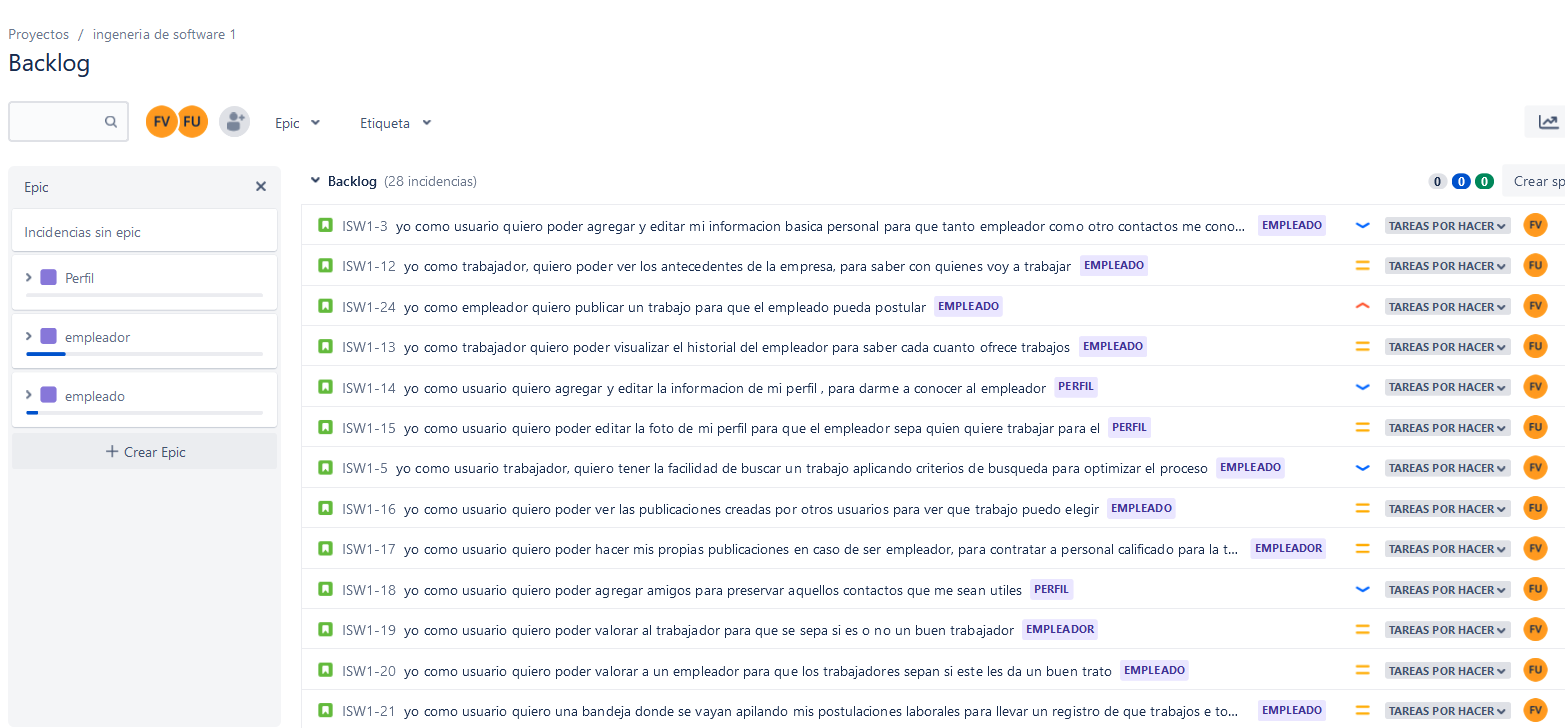 Proyectos / ingeneria de software 1
Backlog
FV FU Epic Etiqueta
Epic
Incidencias sin epic
Perfil
empleador
empleado
Crear Epic
Backlog (28 incidencias) 0 0 0 Crear sp
ISW1-3 yo como usuario quiero poder agregar y editar mi informacion basica personal para que tanto empleador como otro contactos me cono... EMPLEADO TAREAS POR HACER FV
ISW1-12 yo como trabajador, quiero poder ver los antecedentes de la empresa, para saber con quienes voy a trabajar EMPLEADO TAREAS POR HACER FU
ISW1-24 yo como empleador quiero publicar un trabajo para que el empleado pueda postular EMPLEADO TAREAS POR HACER FV
ISW1-13 yo como trabajador quiero poder visualizar el historial del empleador para saber cada cuanto ofrece trabajos EMPLEADO TAREAS POR HACER FU
ISW1-14 yo como usuario quiero agregar y editar la informacion de mi perfil , para darme a conocer al empleador PERFIL TAREAS POR HACER FV
ISW1-15 yo como usuario quiero poder editar la foto de mi perfil para que el empleador sepa quien quiere trabajar para el PERFIL TAREAS POR HACER FU
ISW1-5 yo como usuario trabajador, quiero tener la facilidad de buscar un trabajo aplicando criterios de busqueda para optimizar el proceso EMPLEADO TAREAS POR HACER FV
ISW1-16 yo como usuario quiero poder ver las publicaciones creadas por otros usuarios para ver que trabajo puedo elegir EMPLEADO TAREAS POR HACER FU
ISW1-17 yo como usuario quiero poder hacer mis propias publicaciones en caso de ser empleador, para contratar a personal calificado para la t... EMPLEADOR TAREAS POR HACER FV
ISW1-18 yo como usuario quiero poder agregar amigos para preservar aquellos contactos que me sean utiles PERFIL TAREAS POR HACER FU
ISW1-19 yo como usuario quiero poder valorar al trabajador para que se sepa si es o no un buen trabajador EMPLEADOR TAREAS POR HACER FV
ISW1-20 yo como usuario quiero poder valorar a un empleador para que los trabajadores sepan si este les da un buen trato EMPLEADO TAREAS POR HACER FU
ISW1-21 yo como usuario quiero una bandeja donde se vayan apilando mis postulaciones laborales para llevar un registro de que trabajos e to... EMPLEADO TAREAS POR HACER FV